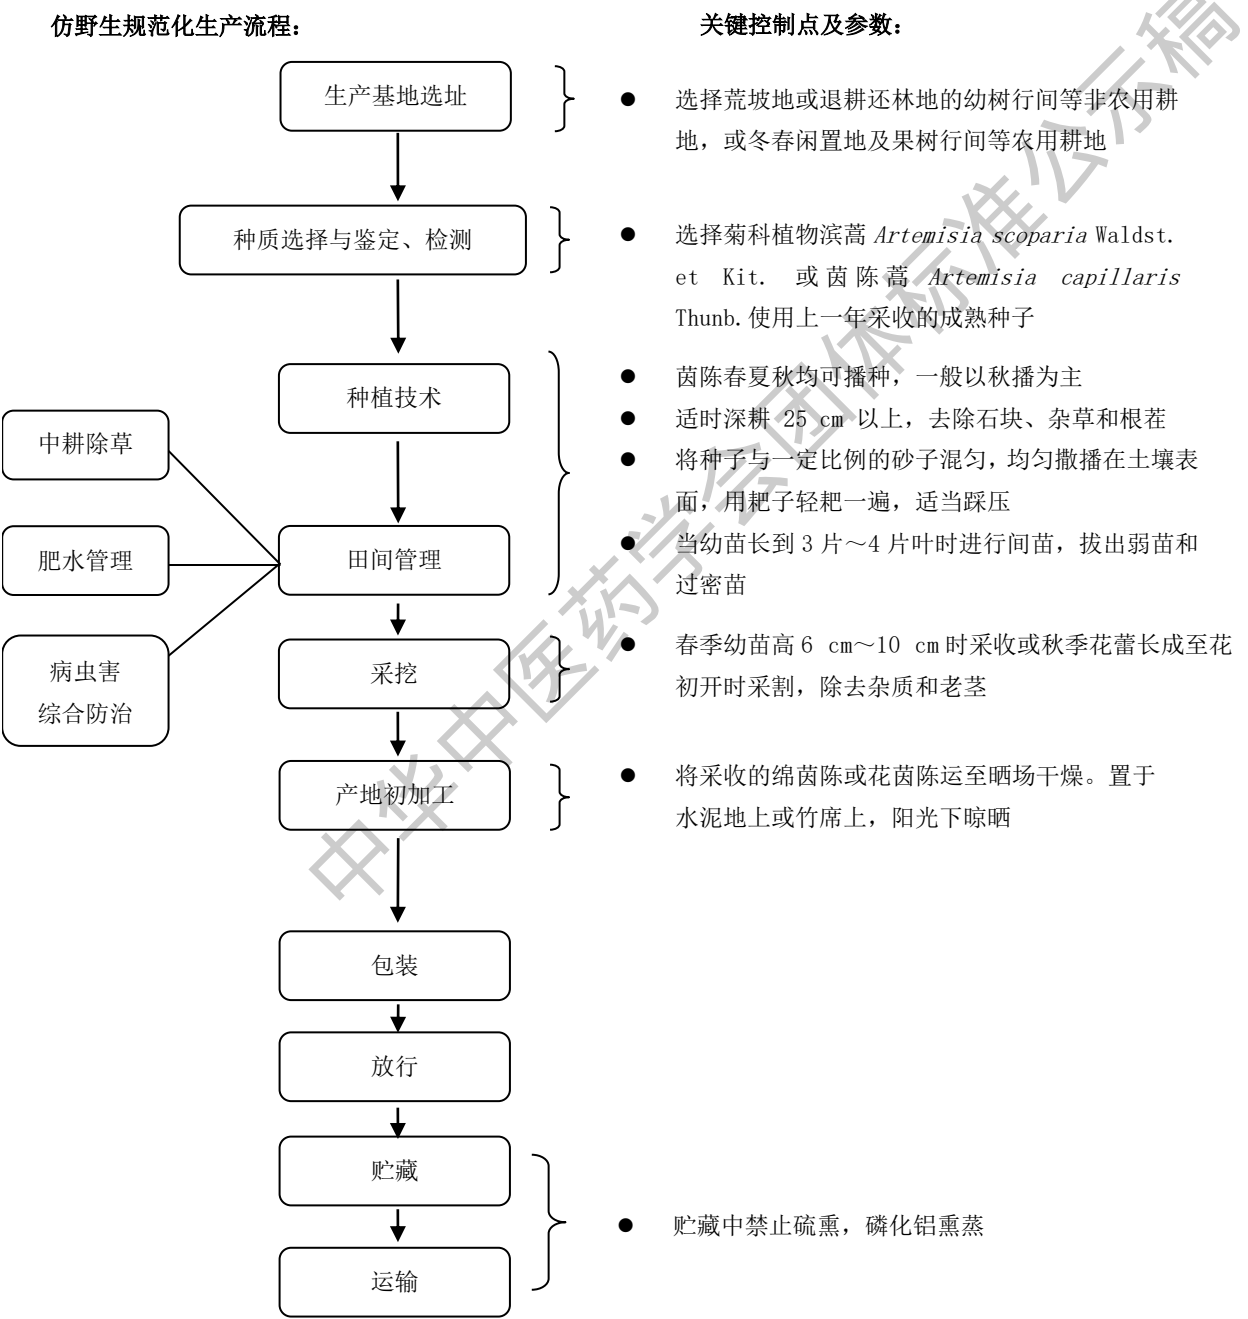 仿野生规范化生产流程：
关键控制点及参数：
生产基地选址
● 选择荒坡地或退耕还林地的幼树行间等非农用耕
地，或冬春闲置地及果树行间等农用耕地
种质选择与鉴定、检测
● 选择菊科植物滨蒿 Artemisia scoparia Waldst.
et Kit. 或茵陈蒿 Artemisia capillaris
Thunb.使用上一年采收的成熟种子
种植技术
● 茵陈春夏秋均可播种，一般以秋播为主
● 适时深耕 25 cm 以上，去除石块、杂草和根茬
● 将种子与一定比例的砂子混匀，均匀撒播在土壤表
面，用耙子轻耙一遍，适当踩压
● 当幼苗长到 3 片～4 片叶时进行间苗，拔出弱苗和
过密苗
中耕除草
肥水管理
田间管理
病虫害
综合防治
采挖
● 春季幼苗高 6 cm～10 cm 时采收或秋季花蕾长成至花
初开时采割，除去杂质和老茎
产地初加工
● 将采收的绵茵陈或花茵陈运至晒场干燥。置于
水泥地上或竹席上，阳光下晾晒
包装
放行
贮藏
● 贮藏中禁止硫熏，磷化铝熏蒸
运输
中华中医药学会团体标准公示稿